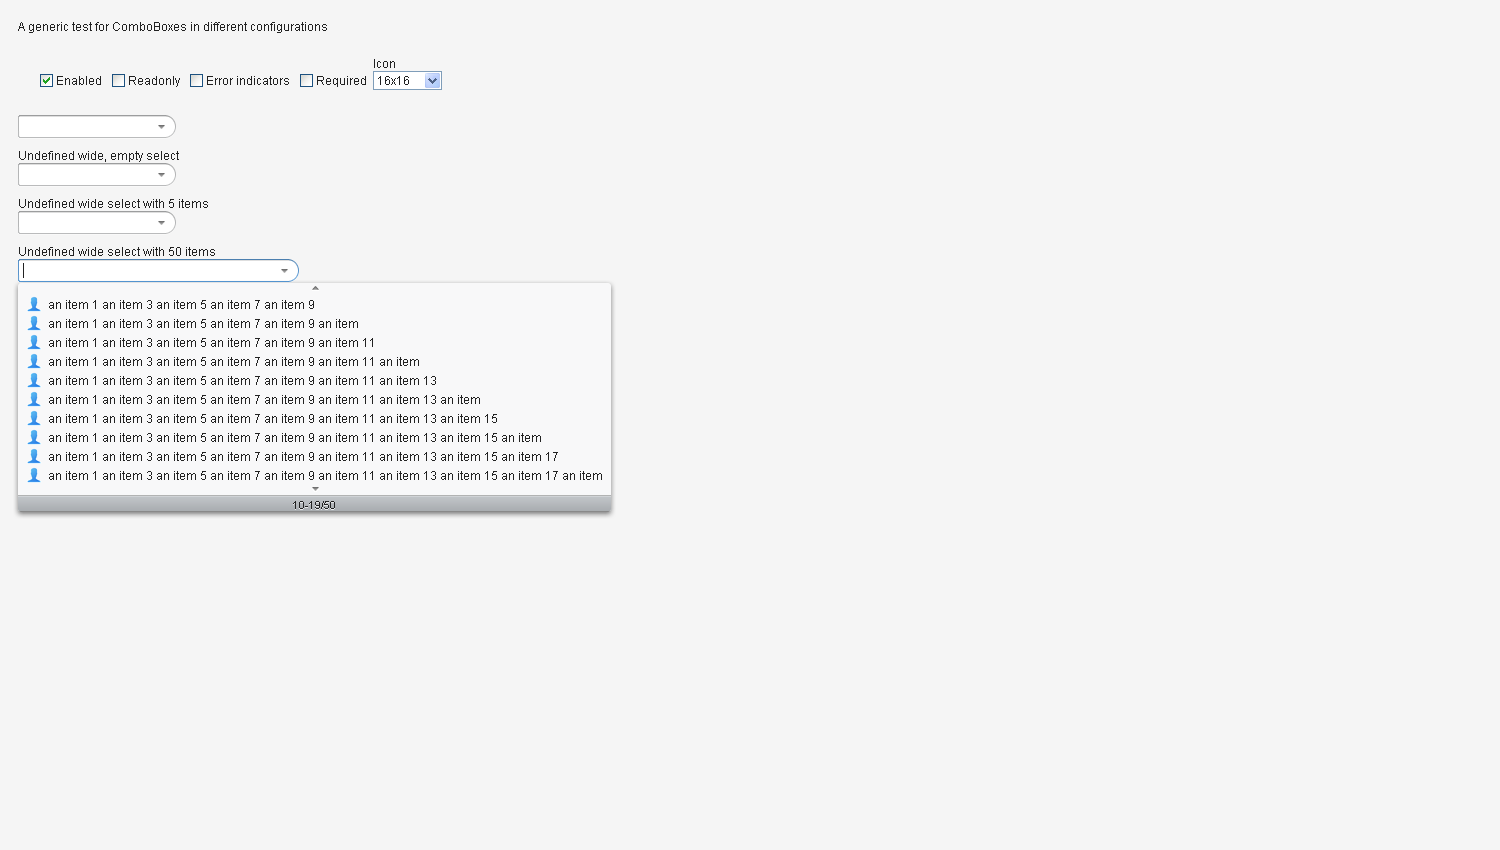 A generic test for ComboBoxes in different configurations
Icon
Enabled Readonly Error indicators Required 16x16
Undefined wide, empty select
Undefined wide select with 5 items
Undefined wide select with 50 items
an item 1 an item 3 an item 5 an item 7 an item 9
an item 1 an item 3 an item 5 an item 7 an item 9 an item
an item 1 an item 3 an item 5 an item 7 an item 9 an item 11
an item 1 an item 3 an item 5 an item 7 an item 9 an item 11 an item
an item 1 an item 3 an item 5 an item 7 an item 9 an item 11 an item 13
an item 1 an item 3 an item 5 an item 7 an item 9 an item 11 an item 13 an item
an item 1 an item 3 an item 5 an item 7 an item 9 an item 11 an item 13 an item 15
an item 1 an item 3 an item 5 an item 7 an item 9 an item 11 an item 13 an item 15 an item
an item 1 an item 3 an item 5 an item 7 an item 9 an item 11 an item 13 an item 15 an item 17
an item 1 an item 3 an item 5 an item 7 an item 9 an item 11 an item 13 an item 15 an item 17 an item
10-19/50